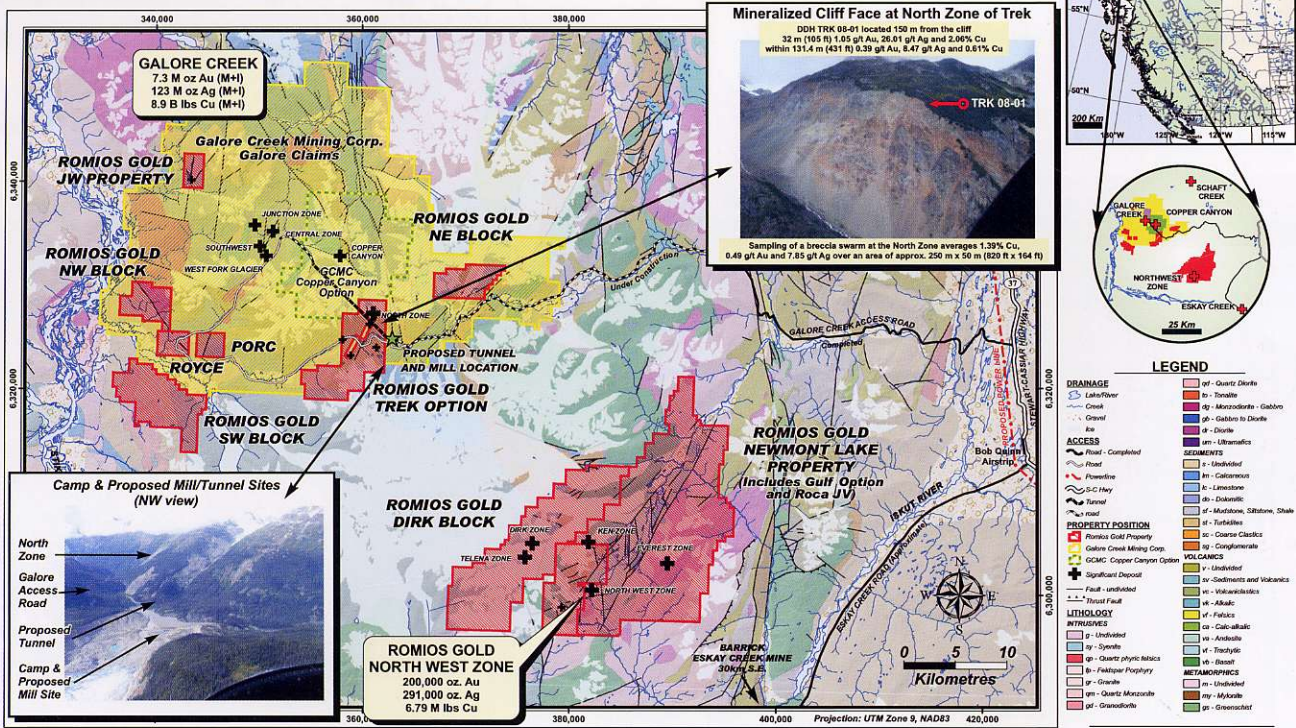 340,000
360,000
380,000
GALORE CREEK
7.3 M oz Au (M+I)
123 M oz Ag (M+I)
8.9 B lbs Cu (M+I)
Mineralized Cliff Face at North Zone of Trek
DDH TRK 08-01 located 150 m from the cliff
32 m (105 ft) 1.05 g/t Au, 26.01 g/t Ag and 2.06% Cu
within 131.4 m (431 ft) 0.39 g/t Au, 8.47 g/t Ag and 0.61% Cu
TRK 08-01
Sampling of a breccia swarm at the North Zone averages 1.39% Cu,
0.49 g/t Au and 7.85 g/t Ag over an area of approx. 250 m x 50 m (820 ft x 164 ft)
55°N
50°N
200 Km
130°W
125°W
120°W
115°W
Galore Creek Mining Corp.
Galore Claims
ROMIOS GOLD
JW PROPERTY
6,340,000
6,340,000
JUNCTION ZONE
CENTRAL ZONE
SOUTHWEST
WEST FORK GLACIER
COPPER
CANYON
GCMC
Copper Canyon
Option
ROMIOS GOLD
NE BLOCK
ROMIOS GOLD
NW BLOCK
Under Construction
NORTH ZONE
PORC
ROYCE
PROPOSED TUNNEL
AND MILL LOCATION
ROMIOS GOLD
TREK OPTION
ROMIOS GOLD
SW BLOCK
6,320,000
6,320,000
GALORE CREEK ACCESS ROAD
Completed
37
PROPOSED POWER LINE
STEWART-CASSIAR HIGHWAY
Bob Quinn
Airstrip
SCHAFT
CREEK
GALORE
CREEK
COPPER CANYON
NORTHWEST
ZONE
ESKAY CREEK
25 Km
ROMIOS GOLD
NEWMONT LAKE
PROPERTY
(Includes Gulf Option
and Roca JV)
ROMIOS GOLD
DIRK BLOCK
DIRK ZONE
TELENA ZONE
KEN ZONE
EVEREST ZONE
NORTH WEST ZONE
ISKUT RIVER
ESKAY CREEK ROAD (Approximate)
6,300,000
6,300,000
Camp & Proposed Mill/Tunnel Sites
(NW view)
North
Zone
Galore
Access
Road
Proposed
Tunnel
Camp &
Proposed
Mill Site
ROMIOS GOLD
NORTH WEST ZONE
200,000 oz. Au
291,000 oz. Ag
6.79 M lbs Cu
BARRICK
ESKAY CREEK MINE
30km S.E.
N
W
E
S
0 5 10
Kilometres
360,000
380,000
400,000
420,000
Projection: UTM Zone 9, NAD83
LEGEND
DRAINAGE
Lake/River
Creek
Gravel
Ice
ACCESS
Road - Completed
Road
Powerline
S-C Hwy
Tunnel
road
PROPERTY POSITION
Romios Gold Property
Galore Creek Mining Corp.
GCMC Copper Canyon Option
Significant Deposit
Fault - undivided
Thrust Fault
LITHOLOGY
INTRUSIVES
g - Undivided
sy - Syenite
qp - Quartz phyric felsics
fp - Feldspar Porphyry
gr - Granite
qm - Quartz Monzonite
gd - Granodiorite
qd - Quartz Diorite
to - Tonalite
dg - Monzodiorite - Gabbro
gb - Gabbro to Diorite
dr - Diorite
um - Ultramafics
SEDIMENTS
s - Undivided
lm - Calcareous
lc - Limestone
do - Dolomitic
sf - Mudstone, Siltstone, Shale
st - Turbidites
sc - Coarse Clastics
sg - Conglomerate
VOLCANICS
v - Undivided
sv -Sediments and Volcanics
vc - Volcaniclastics
vk - Alkalic
vf - Felsics
ca - Calc-alkalic
va - Andesite
vt - Trachytic
vb - Basalt
METAMORPHICS
m - Undivided
my - Mylonite
gs - Greenschist